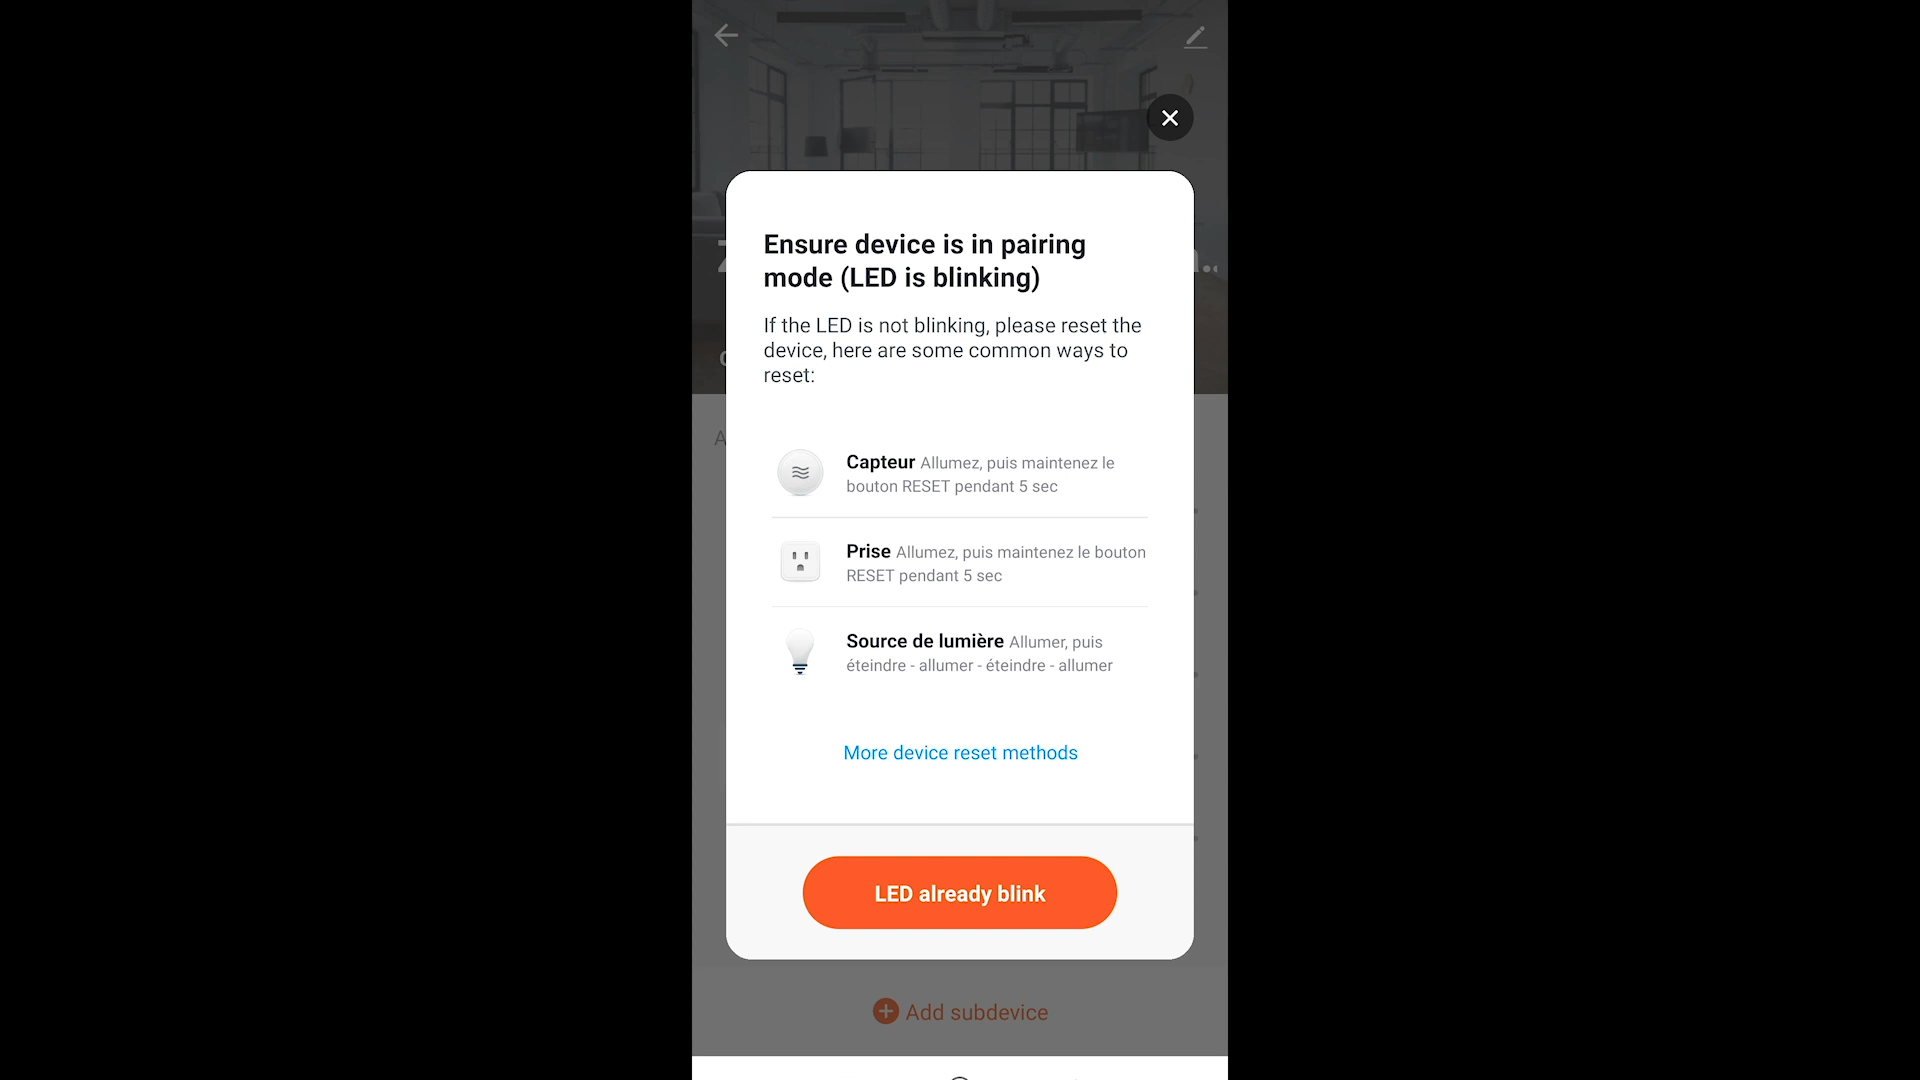 Ensure device is in pairing
mode (LED is blinking)
If the LED is not blinking, please reset the
device, here are some common ways to
reset:
Capteur Allumez, puis maintenez le
bouton RESET pendant 5 sec
Prise Allumez, puis maintenez le bouton
RESET pendant 5 sec
Source de lumière Allumer, puis
éteindre - allumer - éteindre - allumer
More device reset methods
LED already blink
Add subdevice